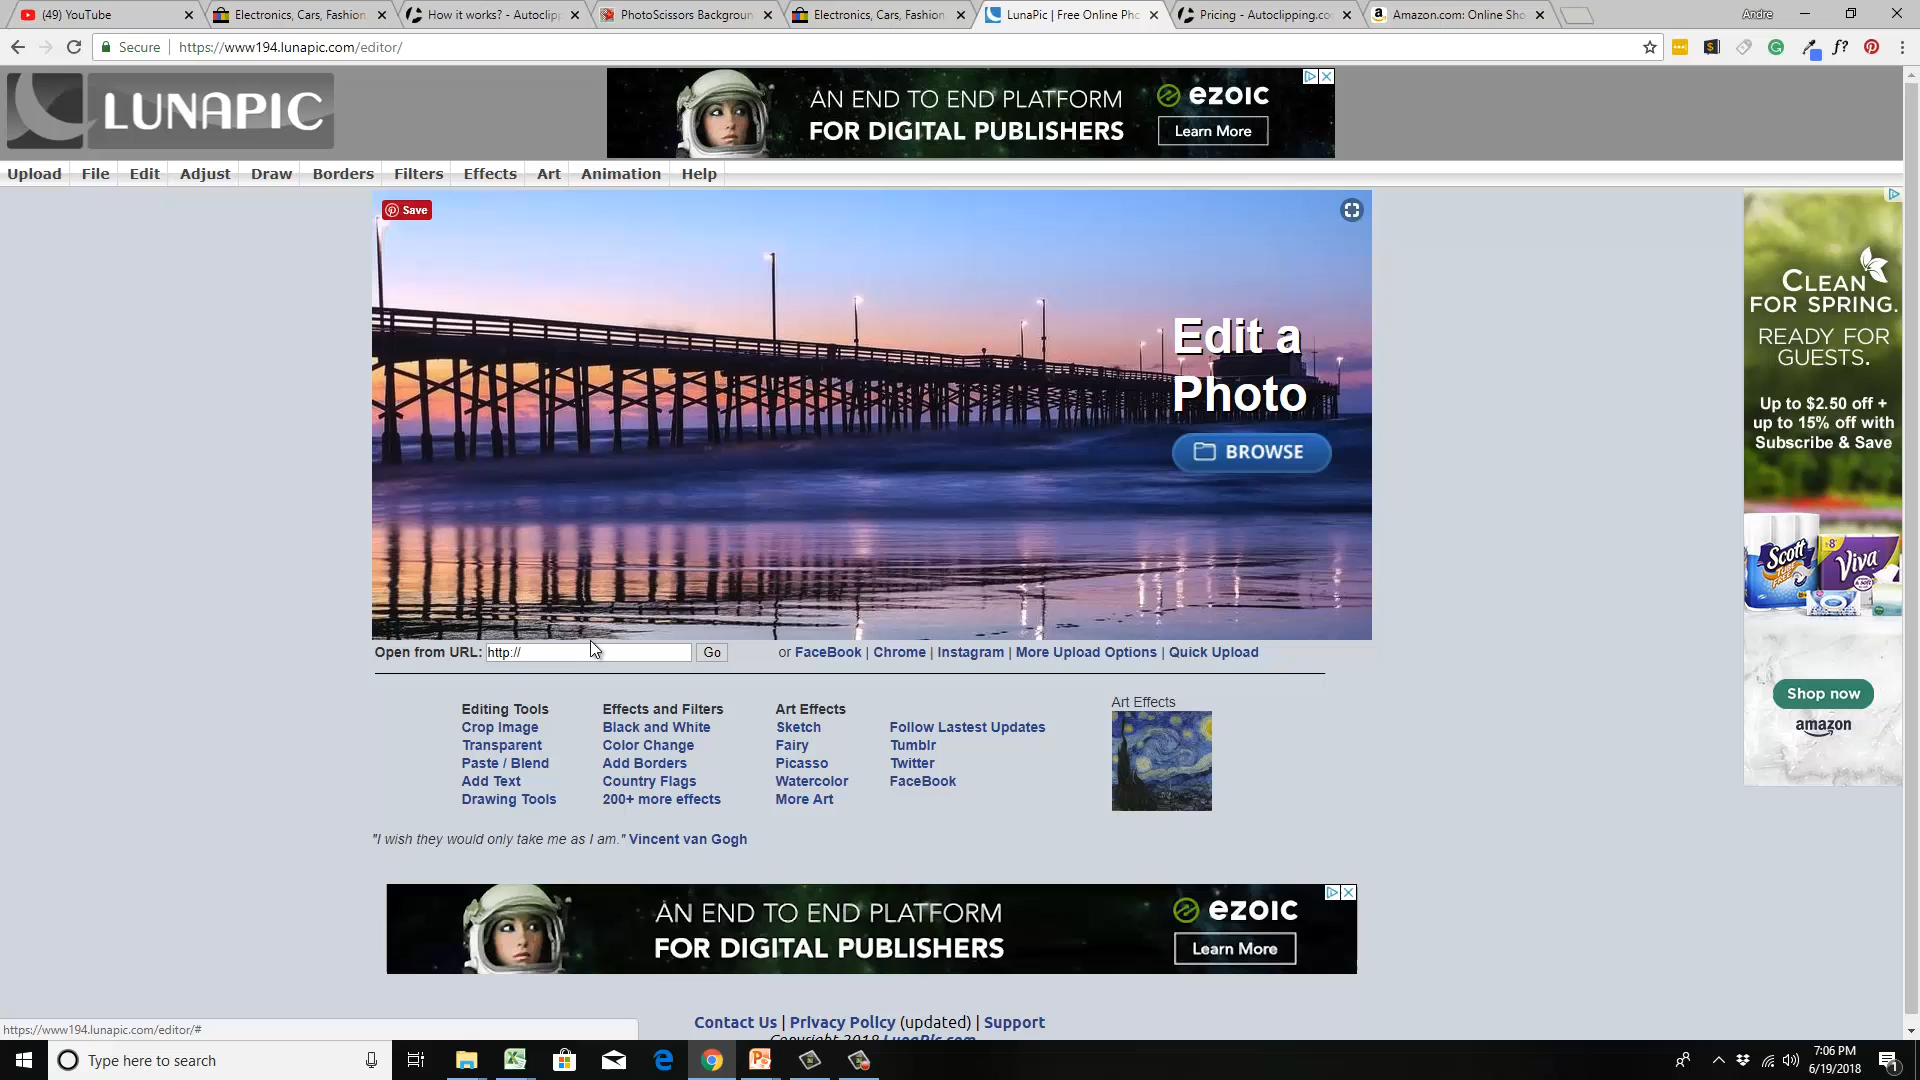 (49) YouTube
Electronics, Cars, Fashion
How it works? - Autoclip
PhotoScissors Backgroun
Electronics, Cars, Fashion
LunaPic | Free Online Pho
Pricing - Autoclipping.co
Amazon.com: Online Sho
Andre
Secure
https://www194.lunapic.com/editor/
f?
LUNAPIC
AN END TO END PLATFORM
FOR DIGITAL PUBLISHERS
ezoic
Learn More
Upload File Edit Adjust Draw Borders Filters Effects Art Animation Help
Save
Edit a
Photo
BROWSE
Open from URL: http:// Go or FaceBook | Chrome | Instagram | More Upload Options | Quick Upload
Editing Tools
Crop Image
Transparent
Paste / Blend
Add Text
Drawing Tools
Effects and Filters
Black and White
Color Change
Add Borders
Country Flags
200+ more effects
Art Effects
Sketch
Fairy
Picasso
Watercolor
More Art
Follow Lastest Updates
Tumblr
Twitter
FaceBook
Art Effects
"I wish they would only take me as I am." Vincent van Gogh
AN END TO END PLATFORM
FOR DIGITAL PUBLISHERS
ezoic
Learn More
Contact Us | Privacy Policy (updated) | Support
Copyright 2018 LunaPic.com
CLEAN
FOR SPRING.
READY FOR
GUESTS.
Up to $2.50 off +
up to 15% off with
Subscribe & Save
Scott
Viva
Shop now
amazon
https://www194.lunapic.com/editor/#
Type here to search
7:06 PM
6/19/2018
1